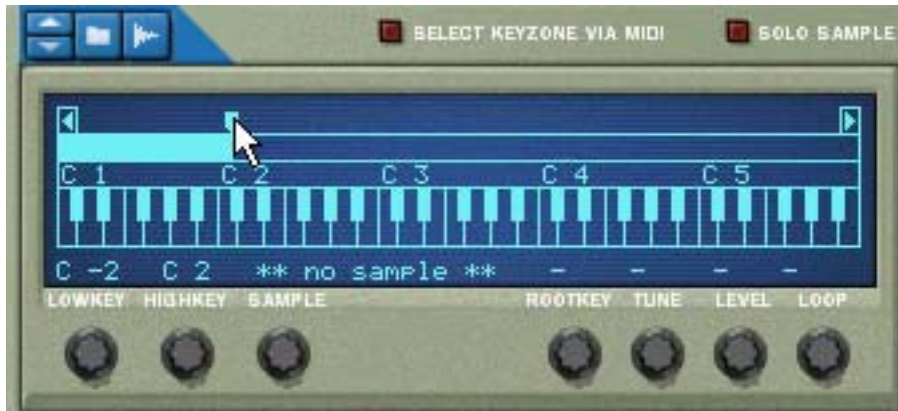 SELECT KEYZONE VIA MIDI SOLO SAMPLE
C 1 C 2 C 3 C 4 C 5
C -2 C 2 ** no sample ** - - - -
LOWKEY HIGHKEY SAMPLE ROOTKEY TUNE LEVEL LOOP